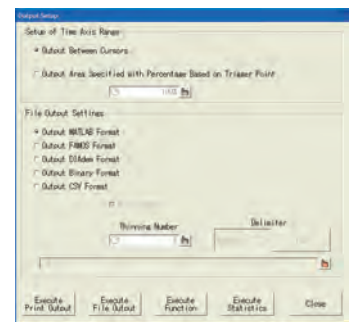 Output Setup
Setup of Time Axis Range
Output Between Cursors
Output Area Specified with Percentage Based on Trigger Point
File Output Settings
Output MATLAB Format
Output FAMOS Format
Output DIAdem Format
Output Binary Format
Output CSV Format
Thinning Number
Delimiter
Execute Print Output
Execute File Output
Execute Function
Execute Statistics
Close